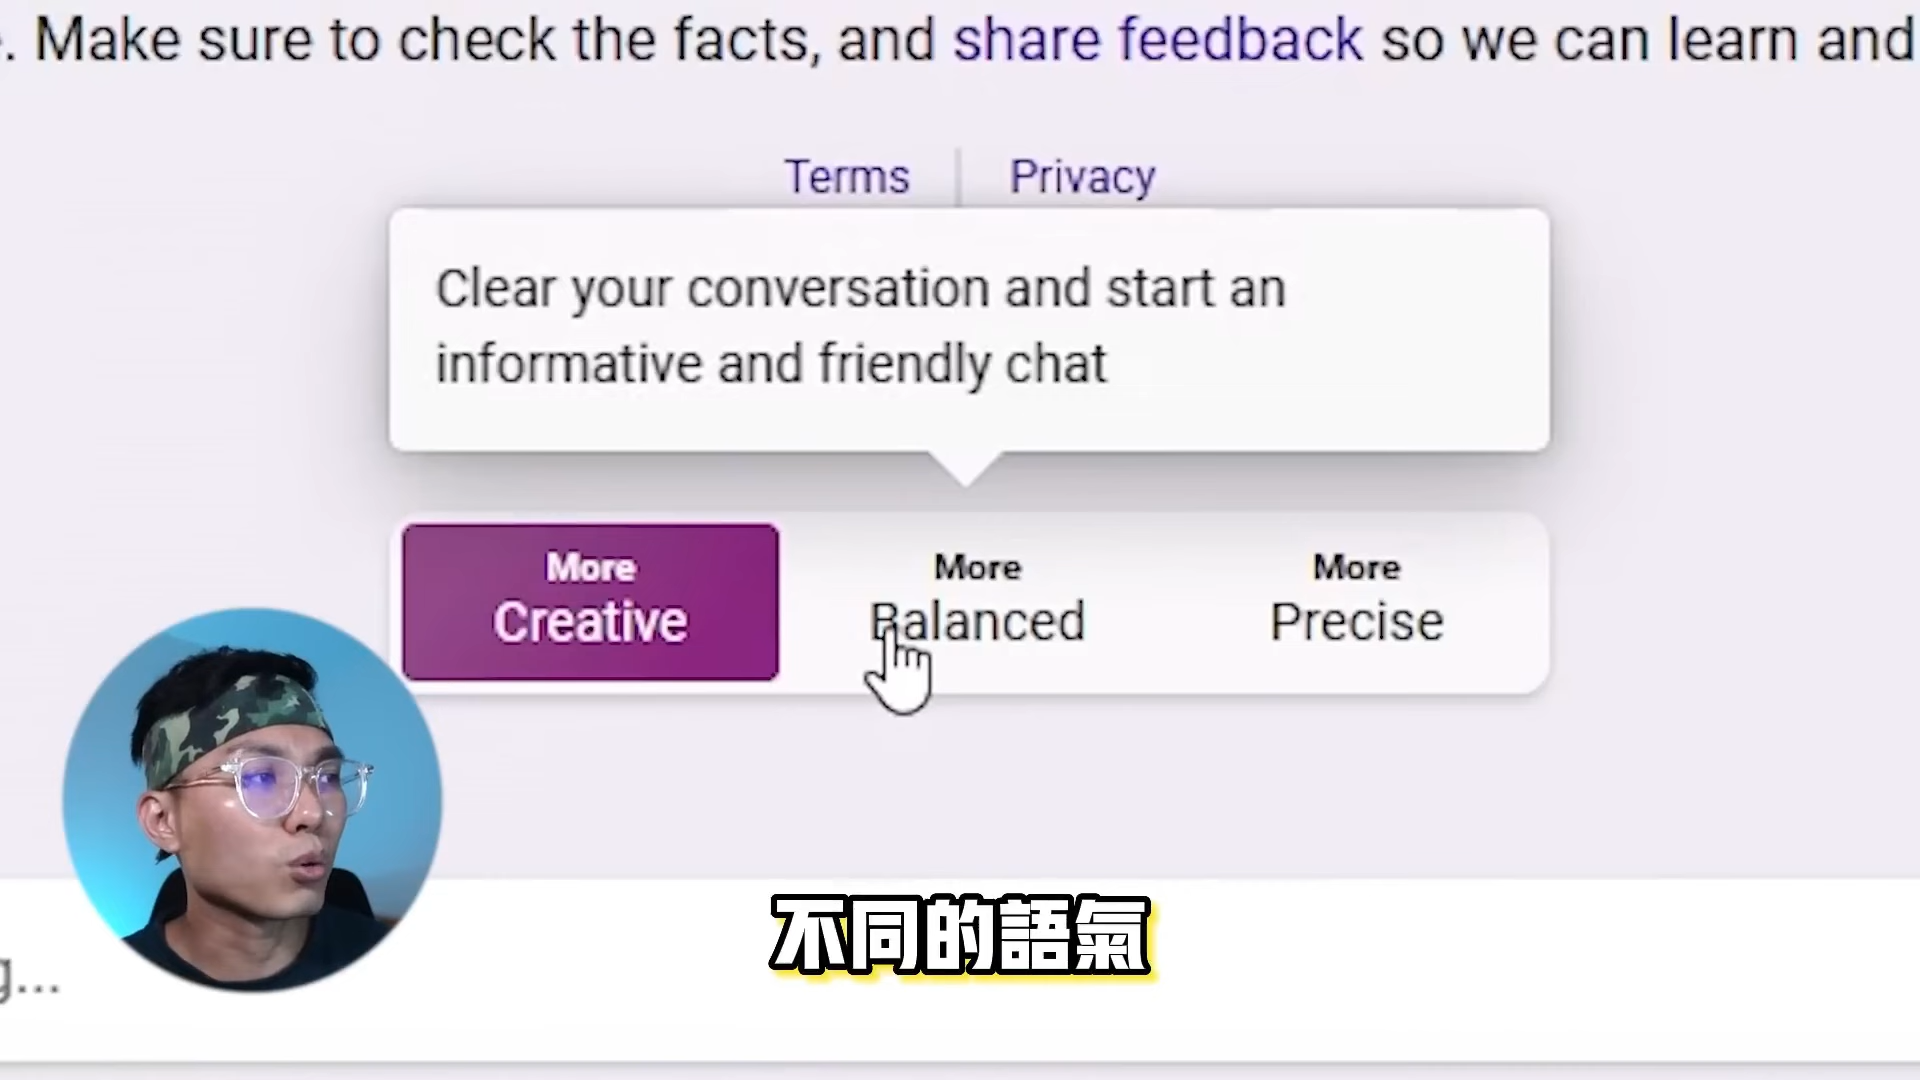 . Make sure to check the facts, and share feedback so we can learn and
Terms
Privacy
Clear your conversation and start an
informative and friendly chat
More
Creative
More
Balanced
More
Precise
g...
不同的語氣